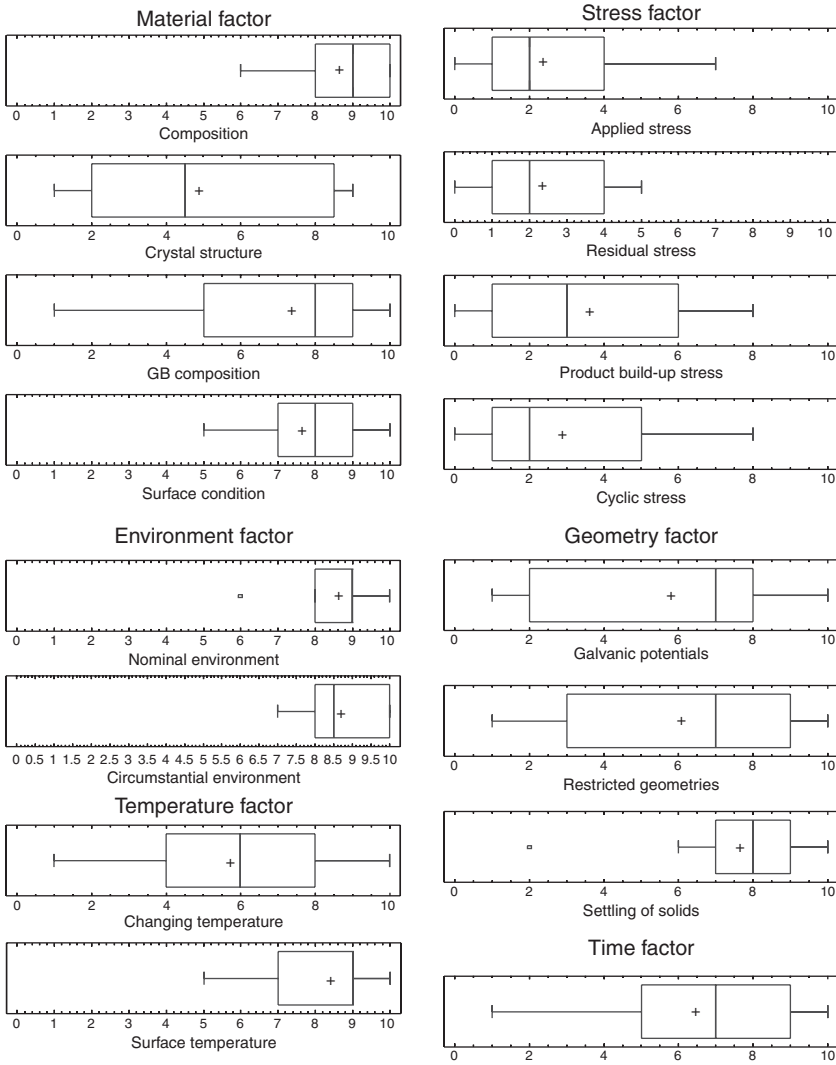 Material factor
0 1 2 3 4 5 6 7 8 9 10
Composition
2 4 6 8
Crystal structure
0 2 4 6 8 10
GB composition
0 1 2 3 4 5 6 7 8 9 10
Surface condition
Environment factor
0 1 2 3 4 5 6 7 8 9 10
Nominal environment
0 0.5 1 1.5 2 2.5 3 3.5 4 4.5 5 5.5 6 6.5 7 7.5 8 8.5 9 9.5 10
Circumstantial environment
Temperature factor
0 2 4 6 8 10
Changing temperature
0 1 2 3 4 5 6 7 8 9 10
Surface temperature
Stress factor
0 2 4 6 8 10
Applied stress
0 1 2 3 4 5 6 7 8 9 10
Residual stress
0 2 4 6 8 10
Product build-up stress
0 2 4 6 8 10
Cyclic stress
Geometry factor
0 2 4 6 8 10
Galvanic potentials
0 2 4 6 8 10
Restricted geometries
0 2 4 6 8 10
Settling of solids
Time factor
0 2 4 6 8 10